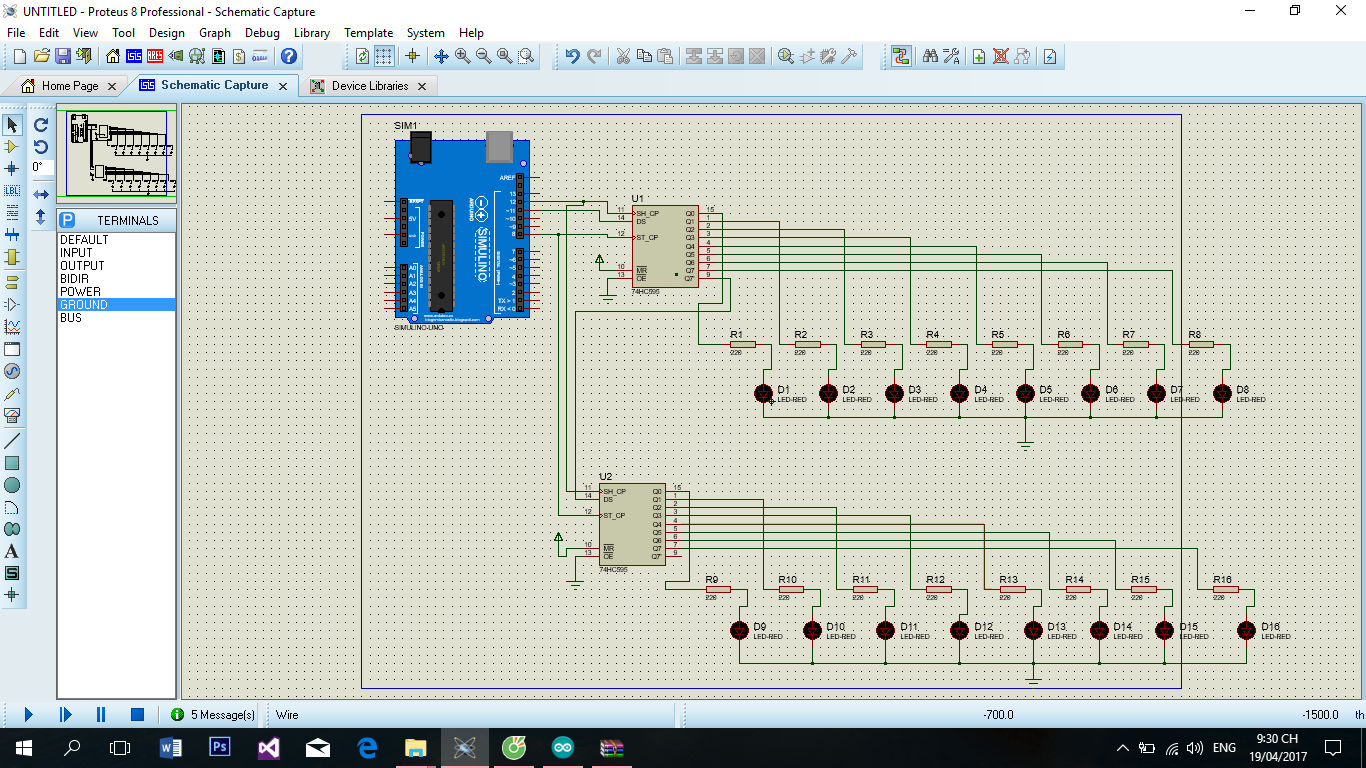 UNTITLED - Proteus 8 Professional - Schematic Capture
File Edit View Tool Design Graph Debug Library Template System Help
Home Page
Schematic Capture
Device Libraries
0°
LBL
P TERMINALS
DEFAULT
INPUT
OUTPUT
BIDIR
POWER
GROUND
BUS
A
S
SIM1
AREF
13
12
~11
~10
~9
8
7
~6
~5
4
~3
2
TX > 1
RX < 0
5V
A0
A1
A2
A3
A4
A5
ARDUINO
SIMULINO
SIMULINO-UNO
U1
11 SH_CP Q0 15
14 DS Q1 1
Q2 2
12 ST_CP Q3 3
Q4 4
Q5 5
Q6 6
10 MR Q7 7
13 OE Q7' 9
74HC595
R1 R2 R3 R4 R5 R6 R7 R8
220 220 220 220 220 220 220 220
D1 D2 D3 D4 D5 D6 D7 D8
LED-RED LED-RED LED-RED LED-RED LED-RED LED-RED LED-RED LED-RED
U2
11 SH_CP Q0 15
14 DS Q1 1
Q2 2
12 ST_CP Q3 3
Q4 4
Q5 5
Q6 6
10 MR Q7 7
13 OE Q7' 9
74HC595
R9 R10 R11 R12 R13 R14 R15 R16
220 220 220 220 220 220 220 220
D9 D10 D11 D12 D13 D14 D15 D16
LED-RED LED-RED LED-RED LED-RED LED-RED LED-RED LED-RED LED-RED
5 Message(s) Wire -700.0 -1500.0 th
ENG
9:30 CH
19/04/2017